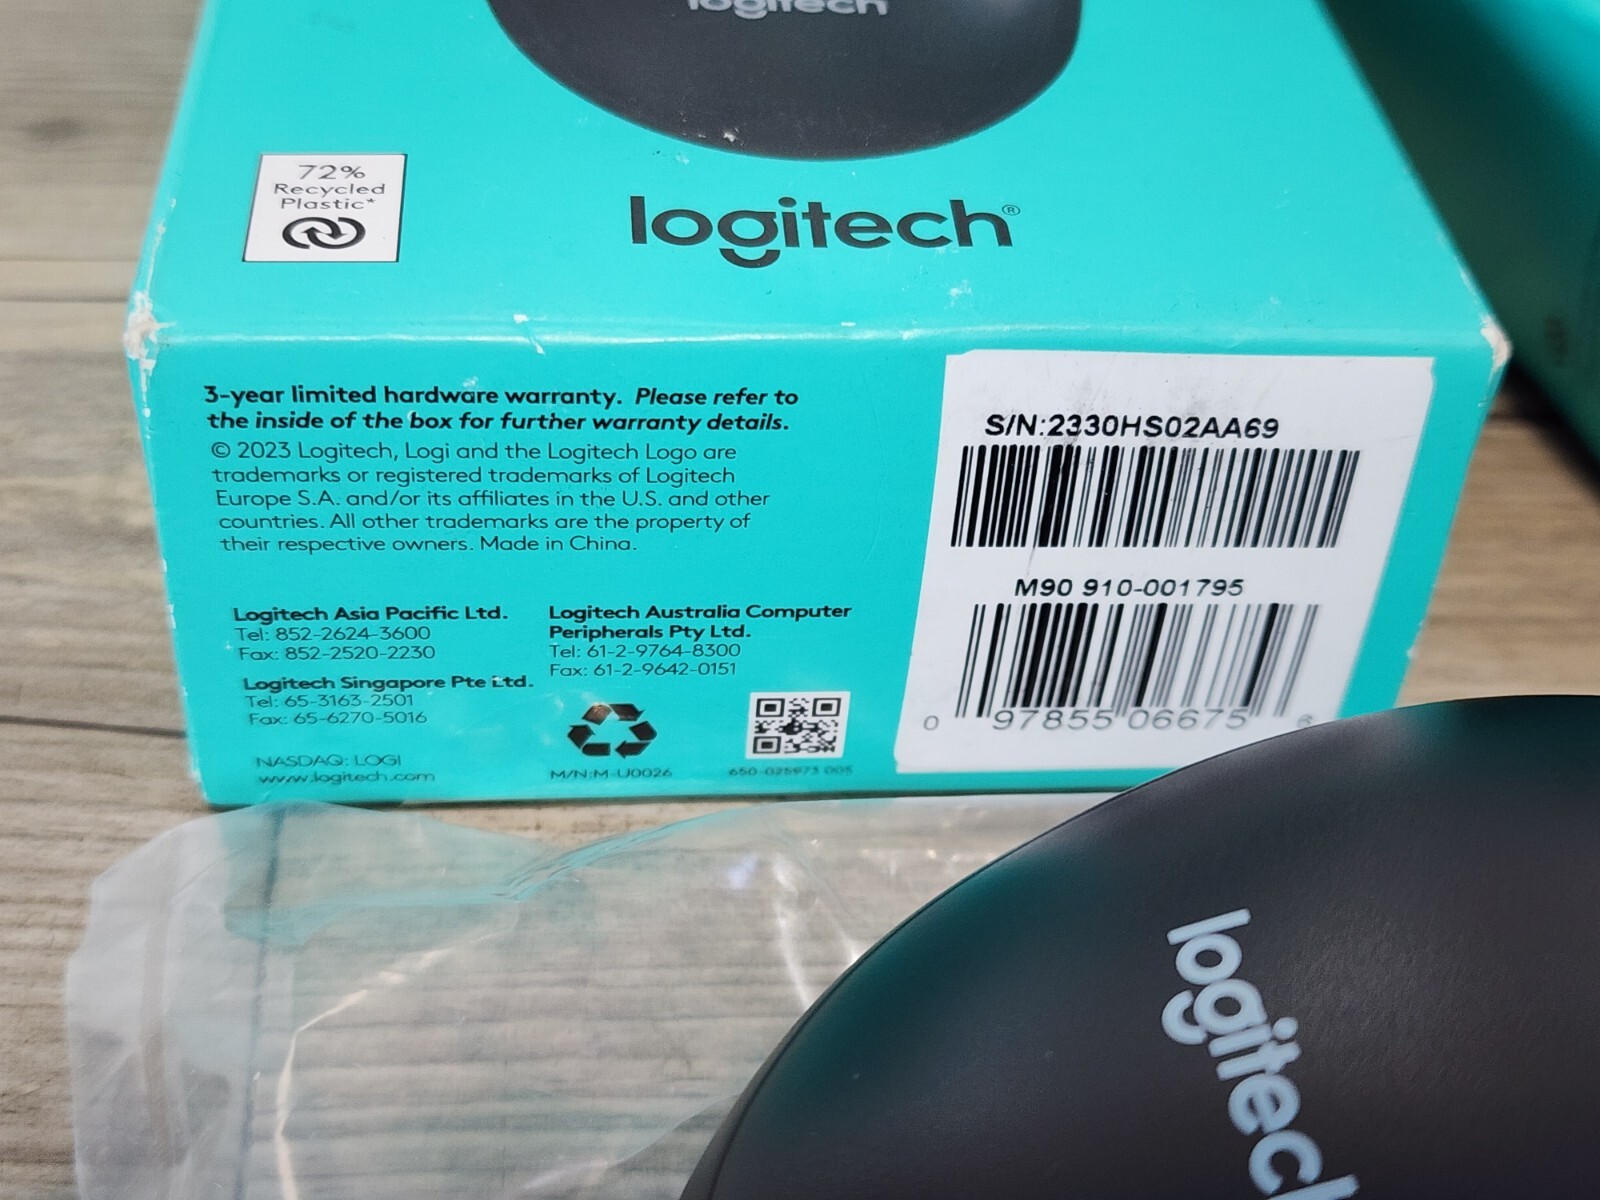 logitech
72%
Recycled
Plastic*
logitech®
3-year limited hardware warranty. Please refer to
the inside of the box for further warranty details.
© 2023 Logitech, Logi and the Logitech Logo are
trademarks or registered trademarks of Logitech
Europe S.A. and/or its affiliates in the U.S. and other
countries. All other trademarks are the property of
their respective owners. Made in China.
Logitech Asia Pacific Ltd.
Tel: 852-2624-3600
Fax: 852-2520-2230
Logitech Singapore Pte Ltd.
Tel: 65-3163-2501
Fax: 65-6270-5016
NASDAQ: LOGI
www.logitech.com
Logitech Australia Computer
Peripherals Pty Ltd.
Tel: 61-2-9764-8300
Fax: 61-2-9642-0151
M/N:M-U0026
650-025973 005
S/N:2330HS02AA69
M90 910-001795
0 97855 06675 6
logitech